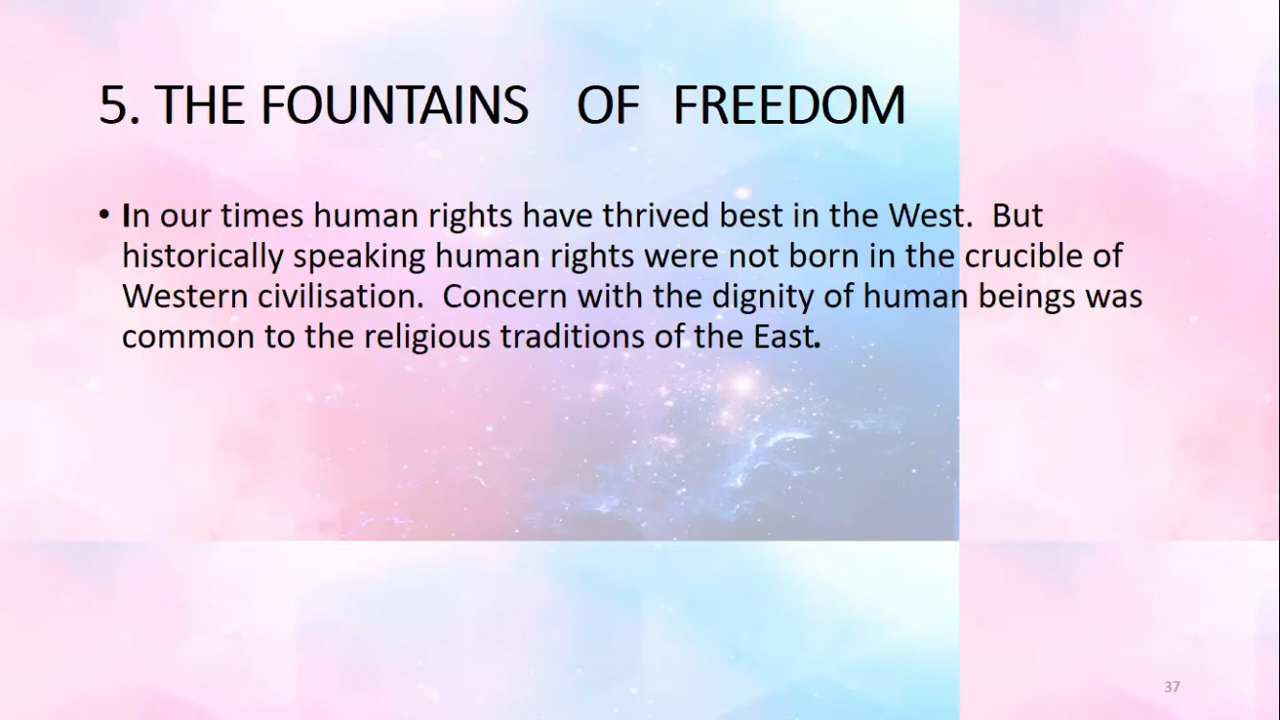 5. THE FOUNTAINS OF FREEDOM
• In our times human rights have thrived best in the West. But
historically speaking human rights were not born in the crucible of
Western civilisation. Concern with the dignity of human beings was
common to the religious traditions of the East.
37